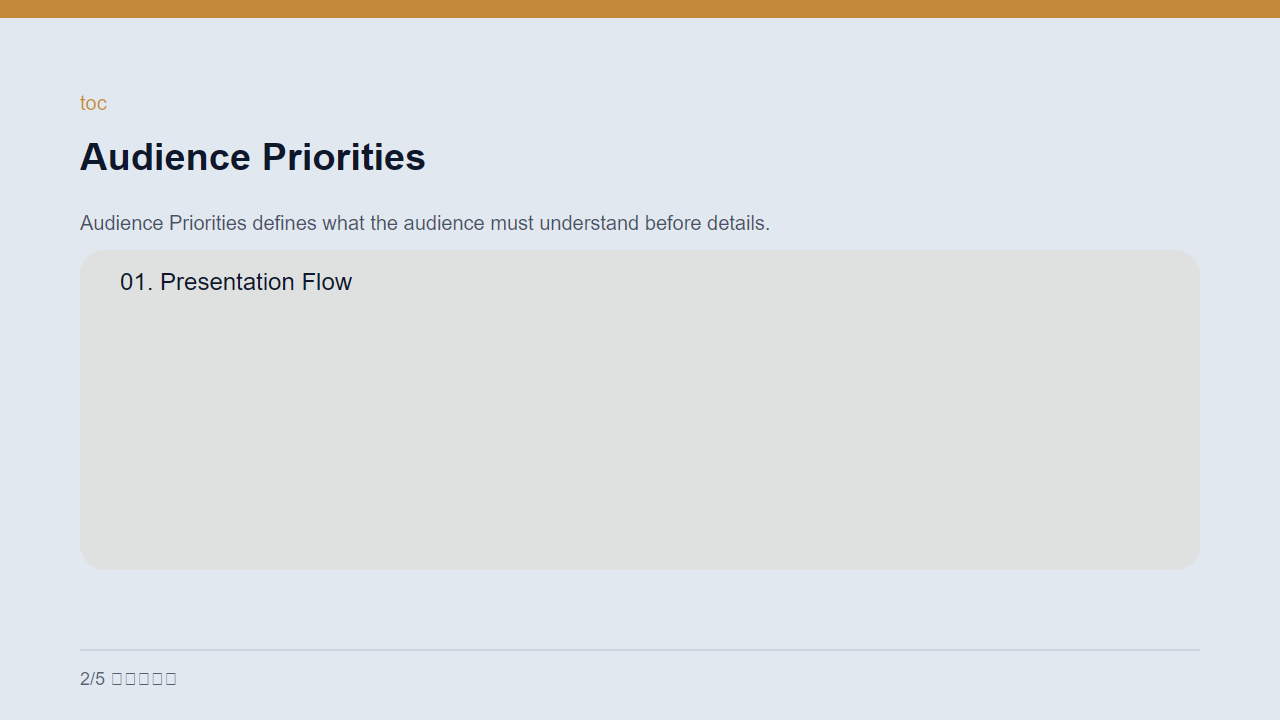 toc
Audience Priorities
Audience Priorities defines what the audience must understand before details.
01. Presentation Flow
2/5